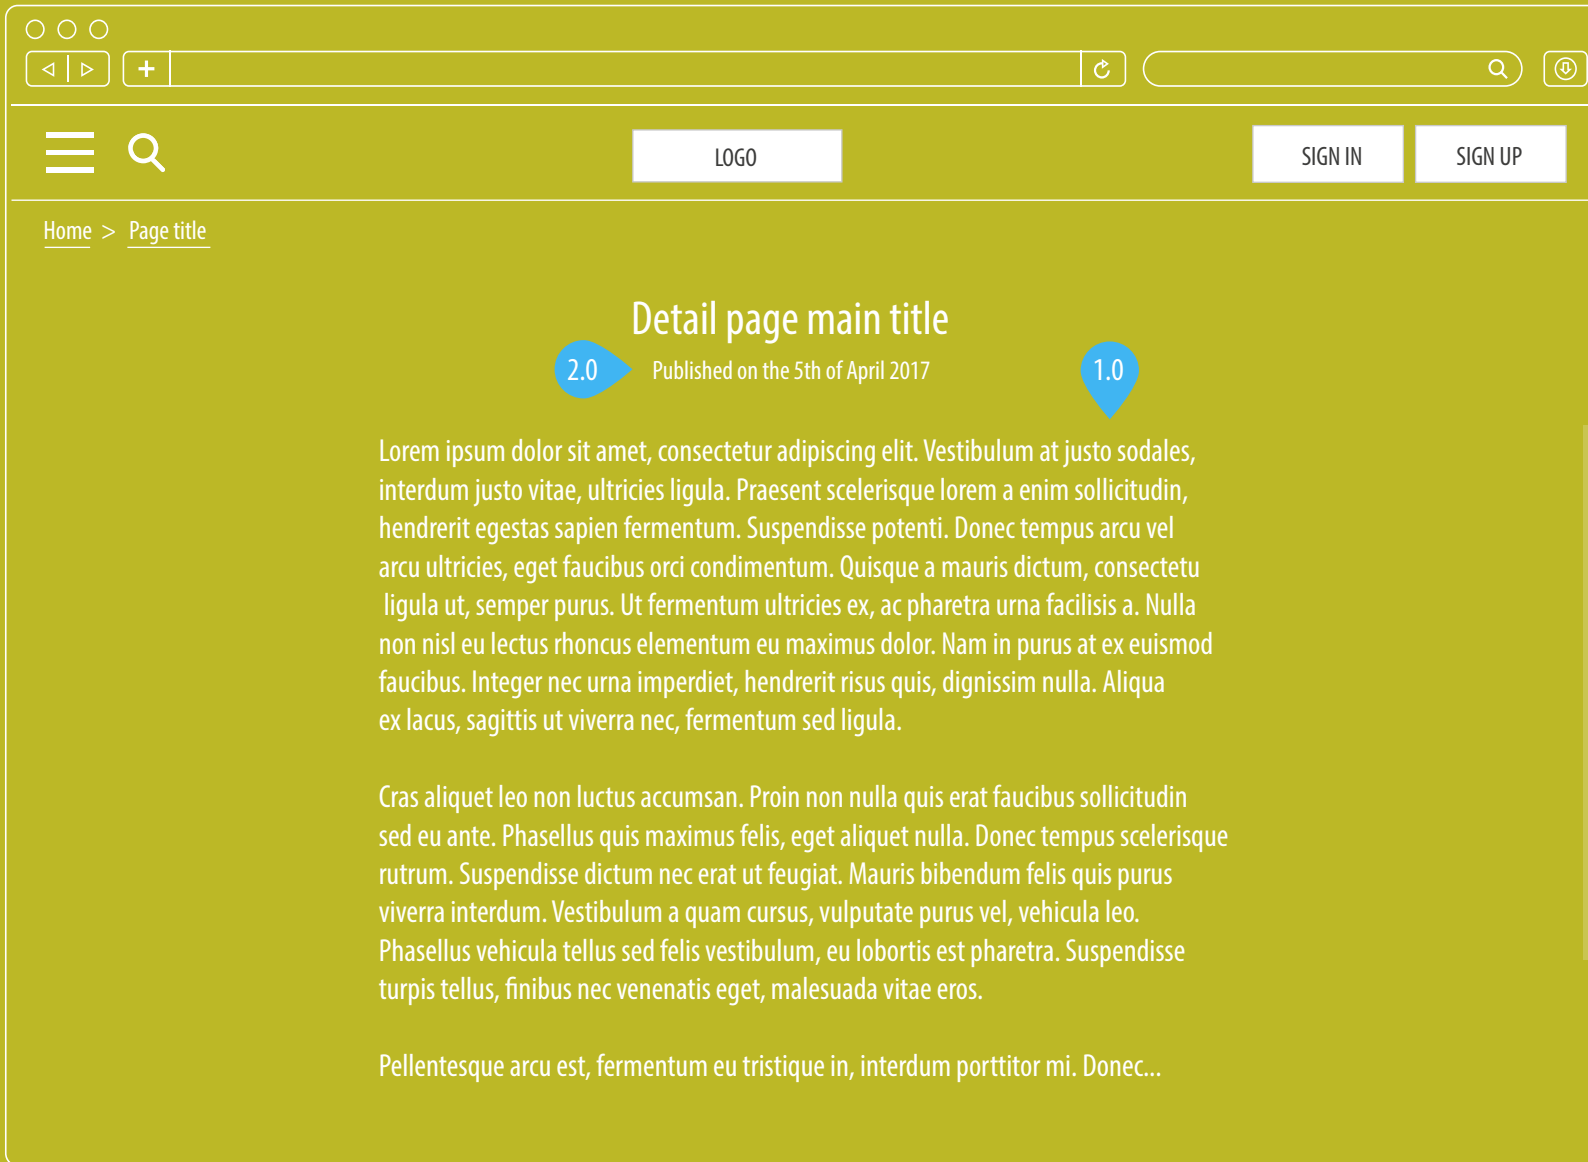 LOGO
SIGN IN
SIGN UP
Home > Page title
Detail page main title
2.0
Published on the 5th of April 2017
1.0
Lorem ipsum dolor sit amet, consectetur adipiscing elit. Vestibulum at justo sodales,
interdum justo vitae, ultricies ligula. Praesent scelerisque lorem a enim sollicitudin,
hendrerit egestas sapien fermentum. Suspendisse potenti. Donec tempus arcu vel
arcu ultricies, eget faucibus orci condimentum. Quisque a mauris dictum, consectetu
ligula ut, semper purus. Ut fermentum ultricies ex, ac pharetra urna facilisis a. Nulla
non nisl eu lectus rhoncus elementum eu maximus dolor. Nam in purus at ex euismod
faucibus. Integer nec urna imperdiet, hendrerit risus quis, dignissim nulla. Aliqua
ex lacus, sagittis ut viverra nec, fermentum sed ligula.
Cras aliquet leo non luctus accumsan. Proin non nulla quis erat faucibus sollicitudin
sed eu ante. Phasellus quis maximus felis, eget aliquet nulla. Donec tempus scelerisque
rutrum. Suspendisse dictum nec erat ut feugiat. Mauris bibendum felis quis purus
viverra interdum. Vestibulum a quam cursus, vulputate purus vel, vehicula leo.
Phasellus vehicula tellus sed felis vestibulum, eu lobortis est pharetra. Suspendisse
turpis tellus, finibus nec venenatis eget, malesuada vitae eros.
Pellentesque arcu est, fermentum eu tristique in, interdum porttitor mi. Donec...